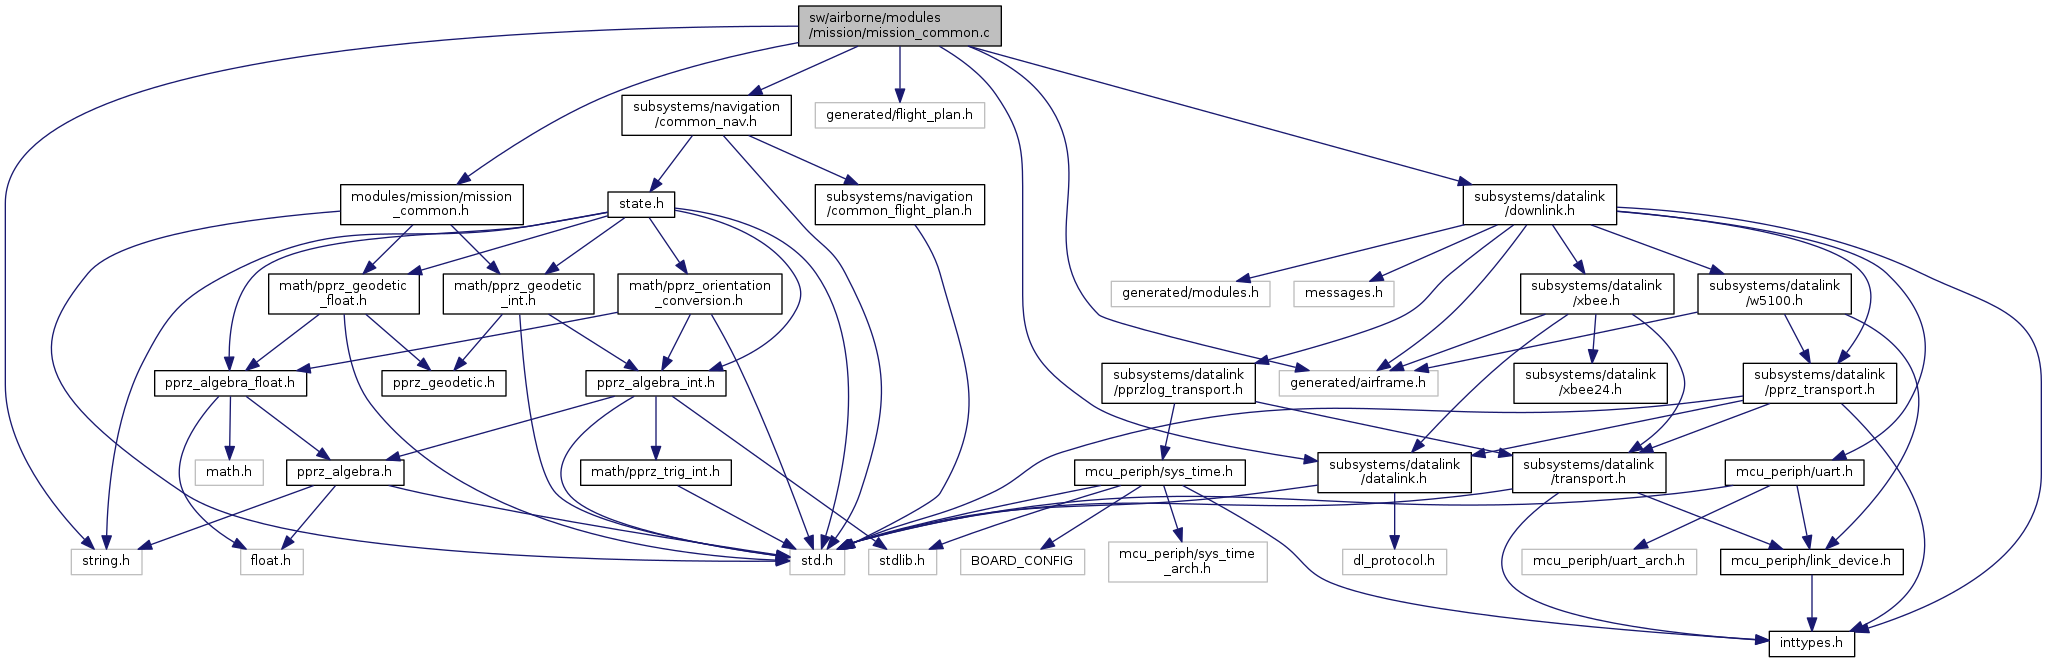 sw/airborne/modules
/mission/mission_common.c
subsystems/navigation
/common_nav.h
generated/flight_plan.h
modules/mission/mission
_common.h
state.h
subsystems/navigation
/common_flight_plan.h
subsystems/datalink
/downlink.h
math/pprz_geodetic
_float.h
math/pprz_geodetic
_int.h
math/pprz_orientation
_conversion.h
generated/modules.h
messages.h
subsystems/datalink
/xbee.h
subsystems/datalink
/w5100.h
pprz_algebra_float.h
pprz_geodetic.h
pprz_algebra_int.h
subsystems/datalink
/pprzlog_transport.h
generated/airframe.h
subsystems/datalink
/xbee24.h
subsystems/datalink
/pprz_transport.h
math.h
pprz_algebra.h
math/pprz_trig_int.h
mcu_periph/sys_time.h
subsystems/datalink
/datalink.h
subsystems/datalink
/transport.h
mcu_periph/uart.h
string.h
float.h
std.h
stdlib.h
BOARD_CONFIG
mcu_periph/sys_time
_arch.h
dl_protocol.h
mcu_periph/uart_arch.h
mcu_periph/link_device.h
inttypes.h